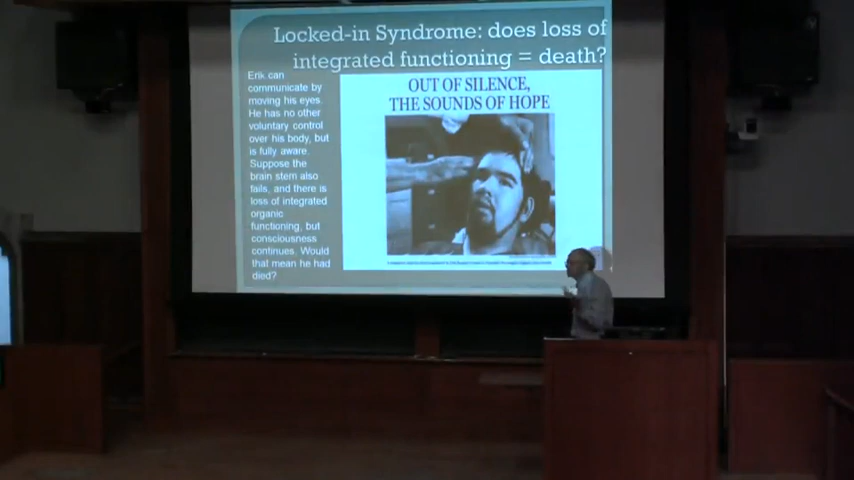 Locked-in Syndrome: does loss of
integrated functioning = death?
Erik can
communicate by
moving his eyes.
He has no other
voluntary control
over his body, but
is fully aware.
Suppose the
brain stem also
fails, and there is
loss of integrated
organic
functioning, but
consciousness
continues. Would
that mean he had
died?
OUT OF SILENCE,
THE SOUNDS OF HOPE